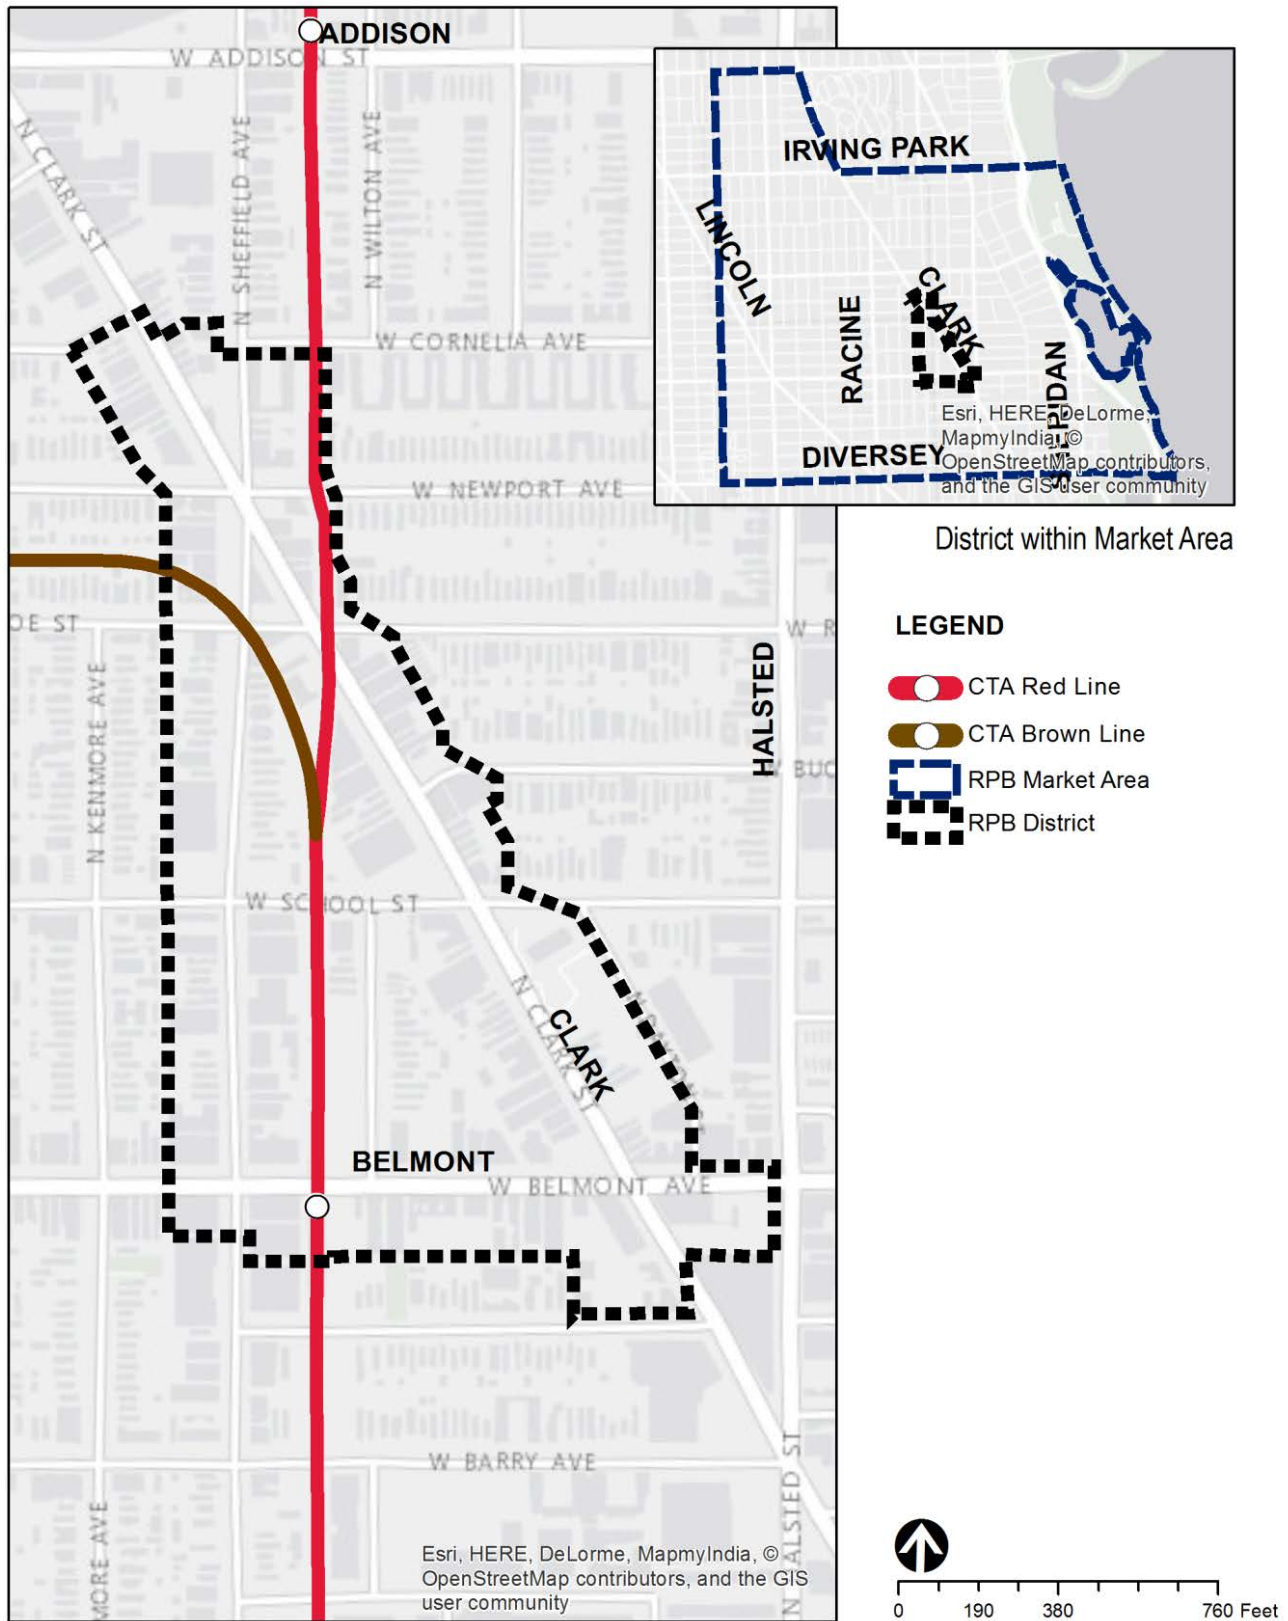 ADDISON
W ADDISON ST
N CLARK ST
N SHEFFIELD AVE
N WILTON AVE
W CORNELIA AVE
W NEWPORT AVE
OE ST
W R
N KENMORE AVE
HALSTED
W BUC
W SCHOOL ST
N CLARK ST
CLARK
N DAYTON ST
BELMONT
W BELMONT AVE
W BARRY AVE
MORE AVE
N HALSTED ST
Esri, HERE, DeLorme, MapmyIndia, ©
OpenStreetMap contributors, and the GIS
user community
IRVING PARK
LINCOLN
CLARK
RACINE
SHERIDAN
DIVERSEY
Esri, HERE, DeLorme,
MapmyIndia, ©
OpenStreetMap contributors,
and the GIS user community
District within Market Area
LEGEND
CTA Red Line
CTA Brown Line
RPB Market Area
RPB District
0 190 380 760 Feet